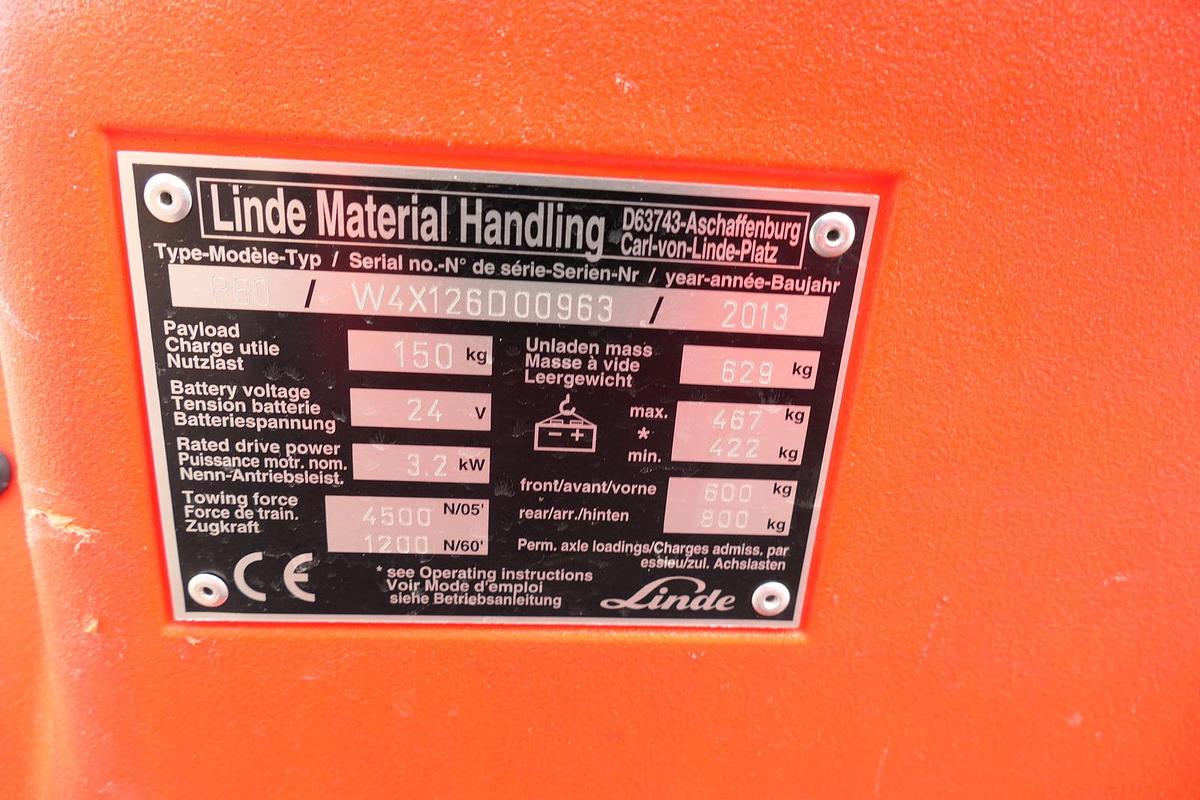 Linde Material Handling D63743-Aschaffenburg
Carl-von-Linde-Platz
Type-Modèle-Typ / Serial no.-N° de série-Serien-Nr / year-année-Baujahr
P60 / W4X126D00963 / 2013
Payload
Charge utile
Nutzlast
150 kg
Unladen mass
Masse à vide
Leergewicht
629 kg
Battery voltage
Tension batterie
Batteriespannung
24 V
max. 467 kg
*
min. 422 kg
Rated drive power
Puissance motr. nom.
Nenn-Antriebsleist.
3.2 kW
front/avant/vorne 600 kg
rear/arr./hinten 800 kg
Towing force
Force de train.
Zugkraft
4500 N/05'
1200 N/60'
Perm. axle loadings/Charges admiss. par
essieu/zul. Achslasten
CE
* see Operating instructions
Voir Mode d'emploi
siehe Betriebsanleitung
Linde